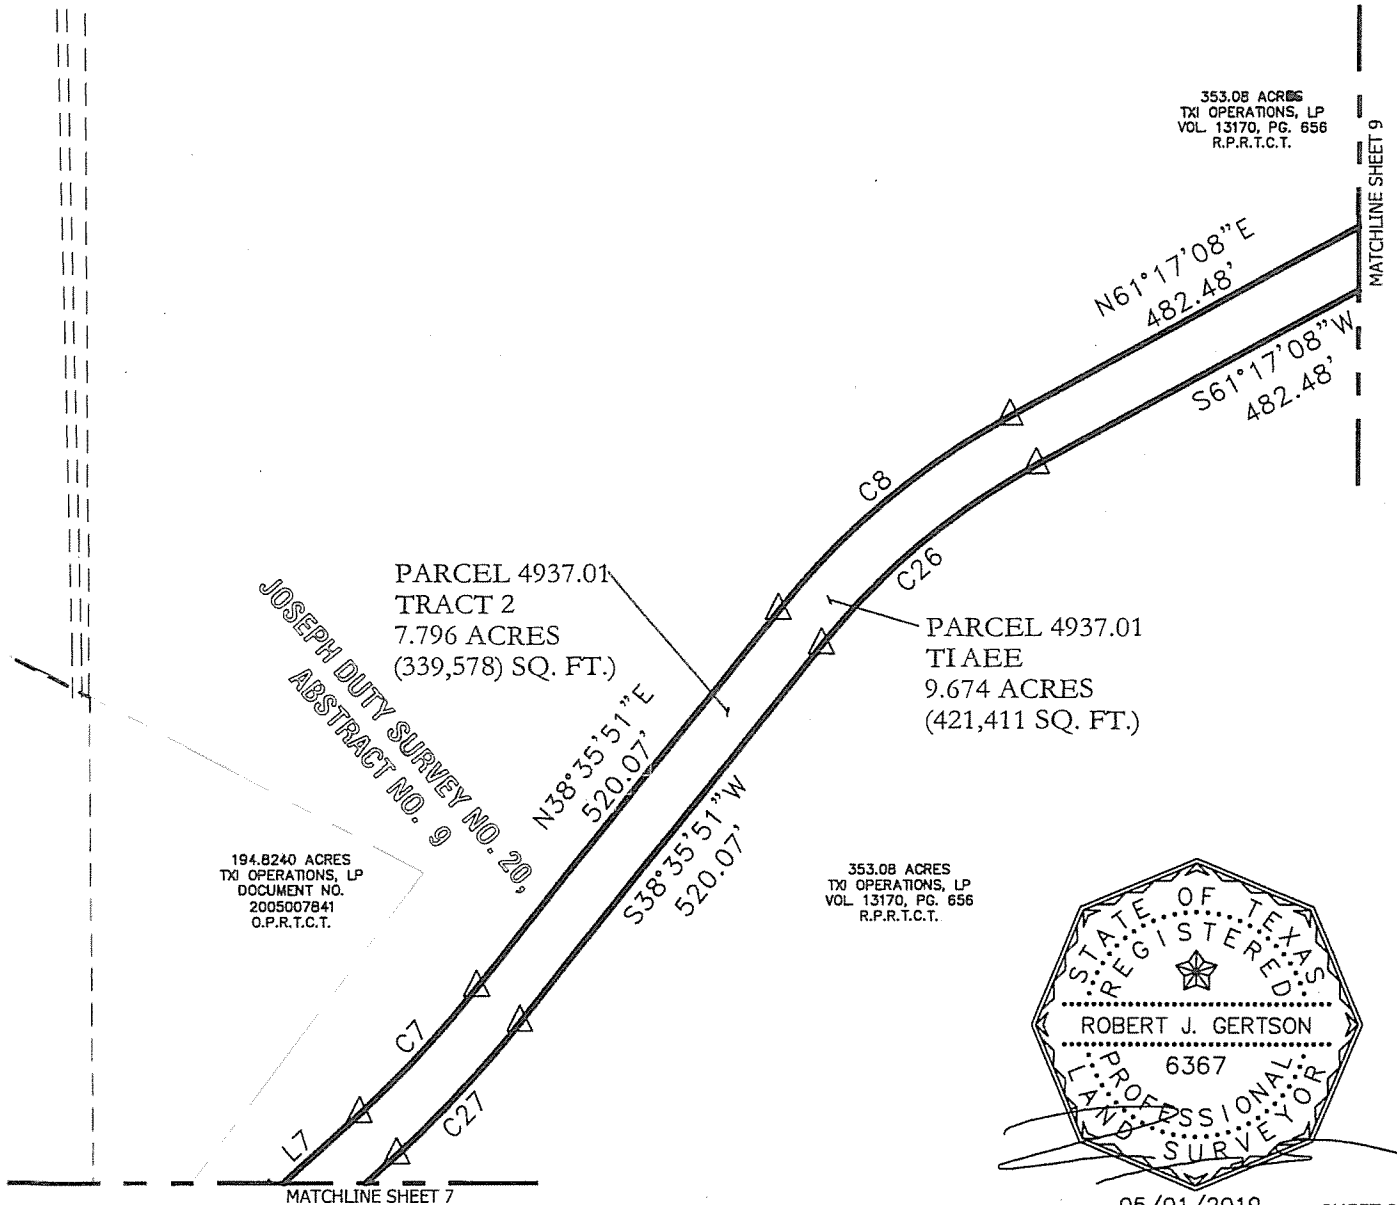 353.08 ACRES
TXI OPERATIONS, LP
VOL. 13170, PG. 656
R.P.R.T.C.T.
MATCHLINE SHEET 9
N61°17'08"E
482.48'
S61°17'08"W
482.48'
C8
C26
PARCEL 4937.01
TRACT 2
7.796 ACRES
(339,578) SQ. FT.)
PARCEL 4937.01
TIAEE
9.674 ACRES
(421,411 SQ. FT.)
JOSEPH DUTY SURVEY NO. 20,
ABSTRACT NO. 9
N38°35'51"E
520.07'
S38°35'51"W
520.07'
194.8240 ACRES
TXI OPERATIONS, LP
DOCUMENT NO.
2005007841
O.P.R.T.C.T.
353.08 ACRES
TXI OPERATIONS, LP
VOL. 13170, PG. 656
R.P.R.T.C.T.
STATE OF TEXAS
REGISTERED
ROBERT J. GERTSON
6367
PROFESSIONAL
LAND SURVEYOR
C7
C27
L7
MATCHLINE SHEET 7